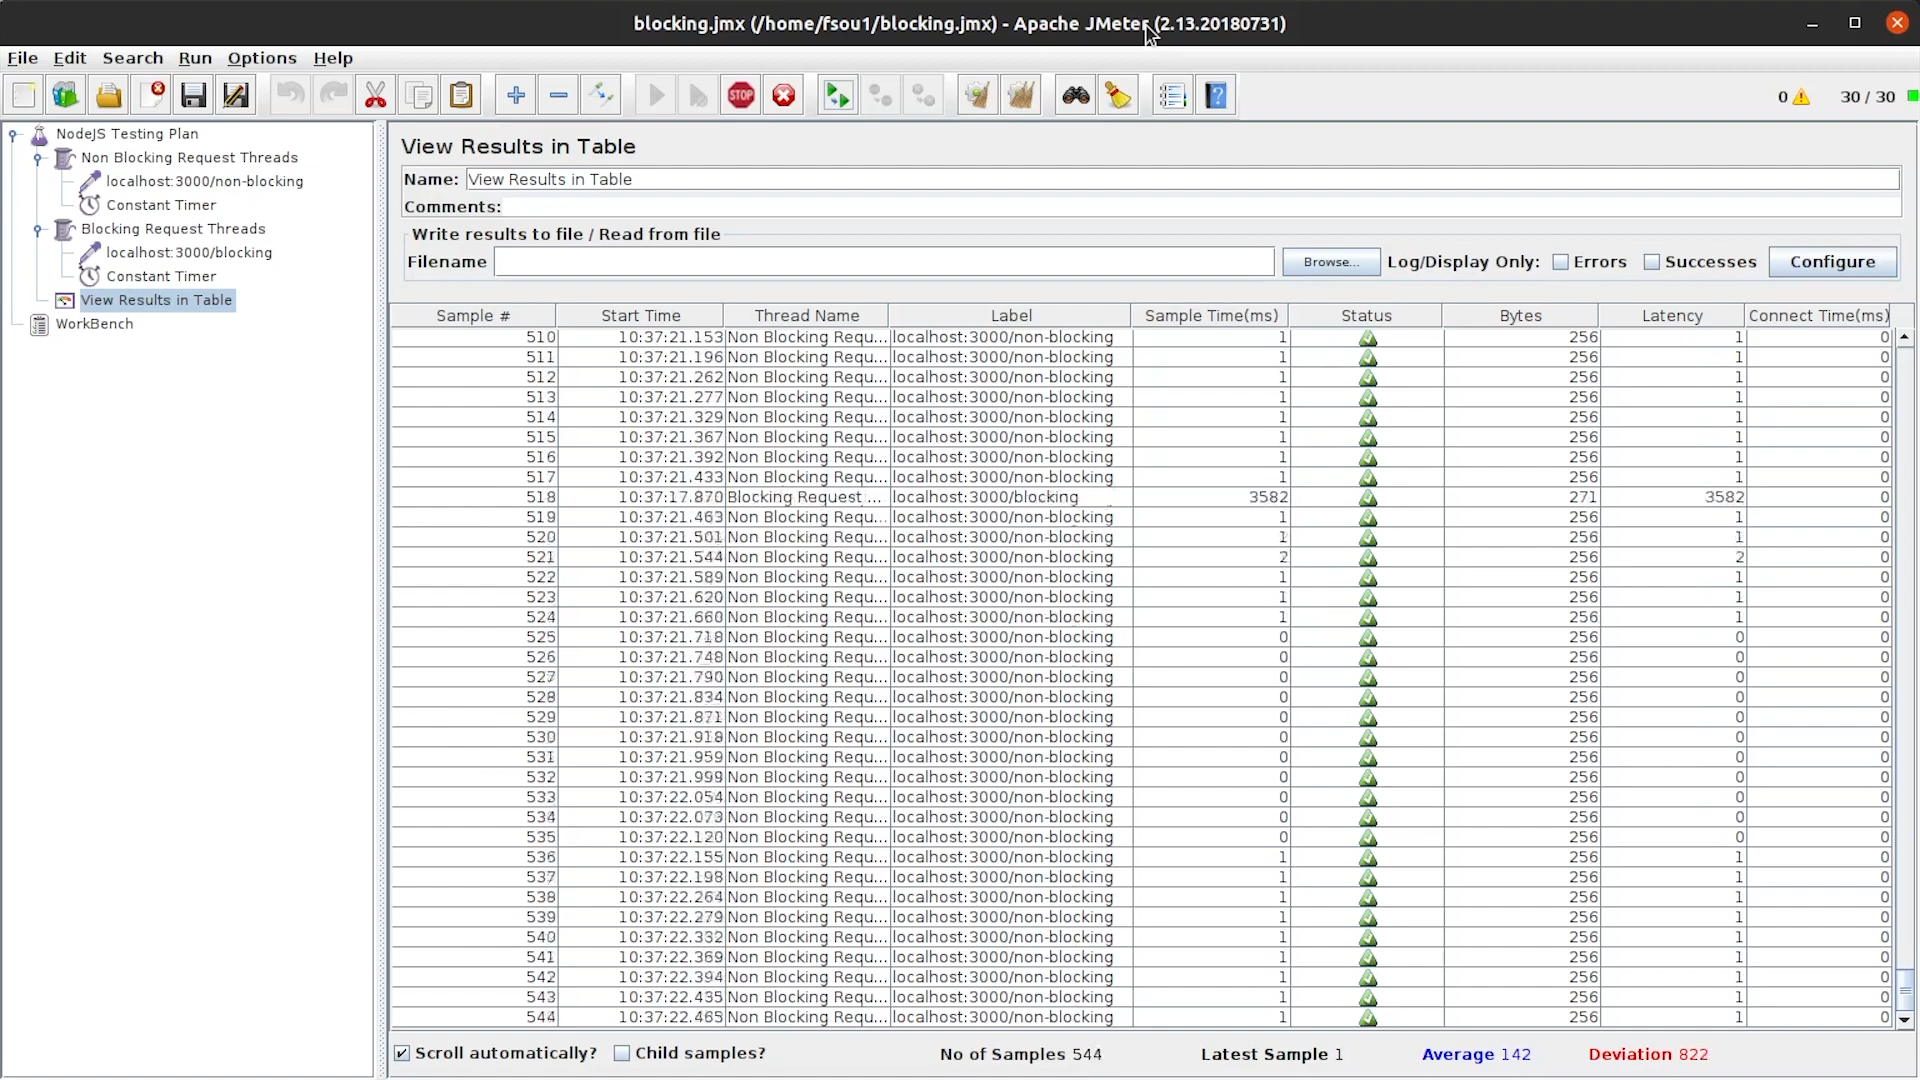 blocking.jmx (/home/fsou1/blocking.jmx) - Apache JMeter (2.13.20180731)
File Edit Search Run Options Help
STOP 0 30 / 30
NodeJS Testing Plan
Non Blocking Request Threads
localhost:3000/non-blocking
Constant Timer
Blocking Request Threads
localhost:3000/blocking
Constant Timer
View Results in Table
WorkBench
View Results in Table
Name: View Results in Table
Comments:
Write results to file / Read from file
Filename Browse... Log/Display Only: Errors Successes Configure
Sample # Start Time Thread Name Label Sample Time(ms) Status Bytes Latency Connect Time(ms)
510 10:37:21.153 Non Blocking Requ... localhost:3000/non-blocking 1 256 1 0
511 10:37:21.196 Non Blocking Requ... localhost:3000/non-blocking 1 256 1 0
512 10:37:21.262 Non Blocking Requ... localhost:3000/non-blocking 1 256 1 0
513 10:37:21.277 Non Blocking Requ... localhost:3000/non-blocking 1 256 1 0
514 10:37:21.329 Non Blocking Requ... localhost:3000/non-blocking 1 256 1 0
515 10:37:21.367 Non Blocking Requ... localhost:3000/non-blocking 1 256 1 0
516 10:37:21.392 Non Blocking Requ... localhost:3000/non-blocking 1 256 1 0
517 10:37:21.433 Non Blocking Requ... localhost:3000/non-blocking 1 256 1 0
518 10:37:17.870 Blocking Request ... localhost:3000/blocking 3582 271 3582 0
519 10:37:21.463 Non Blocking Requ... localhost:3000/non-blocking 1 256 1 0
520 10:37:21.501 Non Blocking Requ... localhost:3000/non-blocking 1 256 1 0
521 10:37:21.544 Non Blocking Requ... localhost:3000/non-blocking 2 256 2 0
522 10:37:21.589 Non Blocking Requ... localhost:3000/non-blocking 1 256 1 0
523 10:37:21.620 Non Blocking Requ... localhost:3000/non-blocking 1 256 1 0
524 10:37:21.660 Non Blocking Requ... localhost:3000/non-blocking 1 256 1 0
525 10:37:21.718 Non Blocking Requ... localhost:3000/non-blocking 0 256 0 0
526 10:37:21.748 Non Blocking Requ... localhost:3000/non-blocking 0 256 0 0
527 10:37:21.790 Non Blocking Requ... localhost:3000/non-blocking 0 256 0 0
528 10:37:21.834 Non Blocking Requ... localhost:3000/non-blocking 0 256 0 0
529 10:37:21.871 Non Blocking Requ... localhost:3000/non-blocking 0 256 0 0
530 10:37:21.918 Non Blocking Requ... localhost:3000/non-blocking 0 256 0 0
531 10:37:21.959 Non Blocking Requ... localhost:3000/non-blocking 0 256 0 0
532 10:37:21.999 Non Blocking Requ... localhost:3000/non-blocking 0 256 0 0
533 10:37:22.054 Non Blocking Requ... localhost:3000/non-blocking 0 256 0 0
534 10:37:22.073 Non Blocking Requ... localhost:3000/non-blocking 0 256 0 0
535 10:37:22.120 Non Blocking Requ... localhost:3000/non-blocking 0 256 0 0
536 10:37:22.155 Non Blocking Requ... localhost:3000/non-blocking 1 256 1 0
537 10:37:22.198 Non Blocking Requ... localhost:3000/non-blocking 1 256 1 0
538 10:37:22.264 Non Blocking Requ... localhost:3000/non-blocking 1 256 1 0
539 10:37:22.279 Non Blocking Requ... localhost:3000/non-blocking 1 256 1 0
540 10:37:22.332 Non Blocking Requ... localhost:3000/non-blocking 1 256 1 0
541 10:37:22.369 Non Blocking Requ... localhost:3000/non-blocking 1 256 1 0
542 10:37:22.394 Non Blocking Requ... localhost:3000/non-blocking 1 256 1 0
543 10:37:22.435 Non Blocking Requ... localhost:3000/non-blocking 1 256 1 0
544 10:37:22.465 Non Blocking Requ... localhost:3000/non-blocking 1 256 1 0
Scroll automatically? Child samples? No of Samples 544 Latest Sample 1 Average 142 Deviation 822